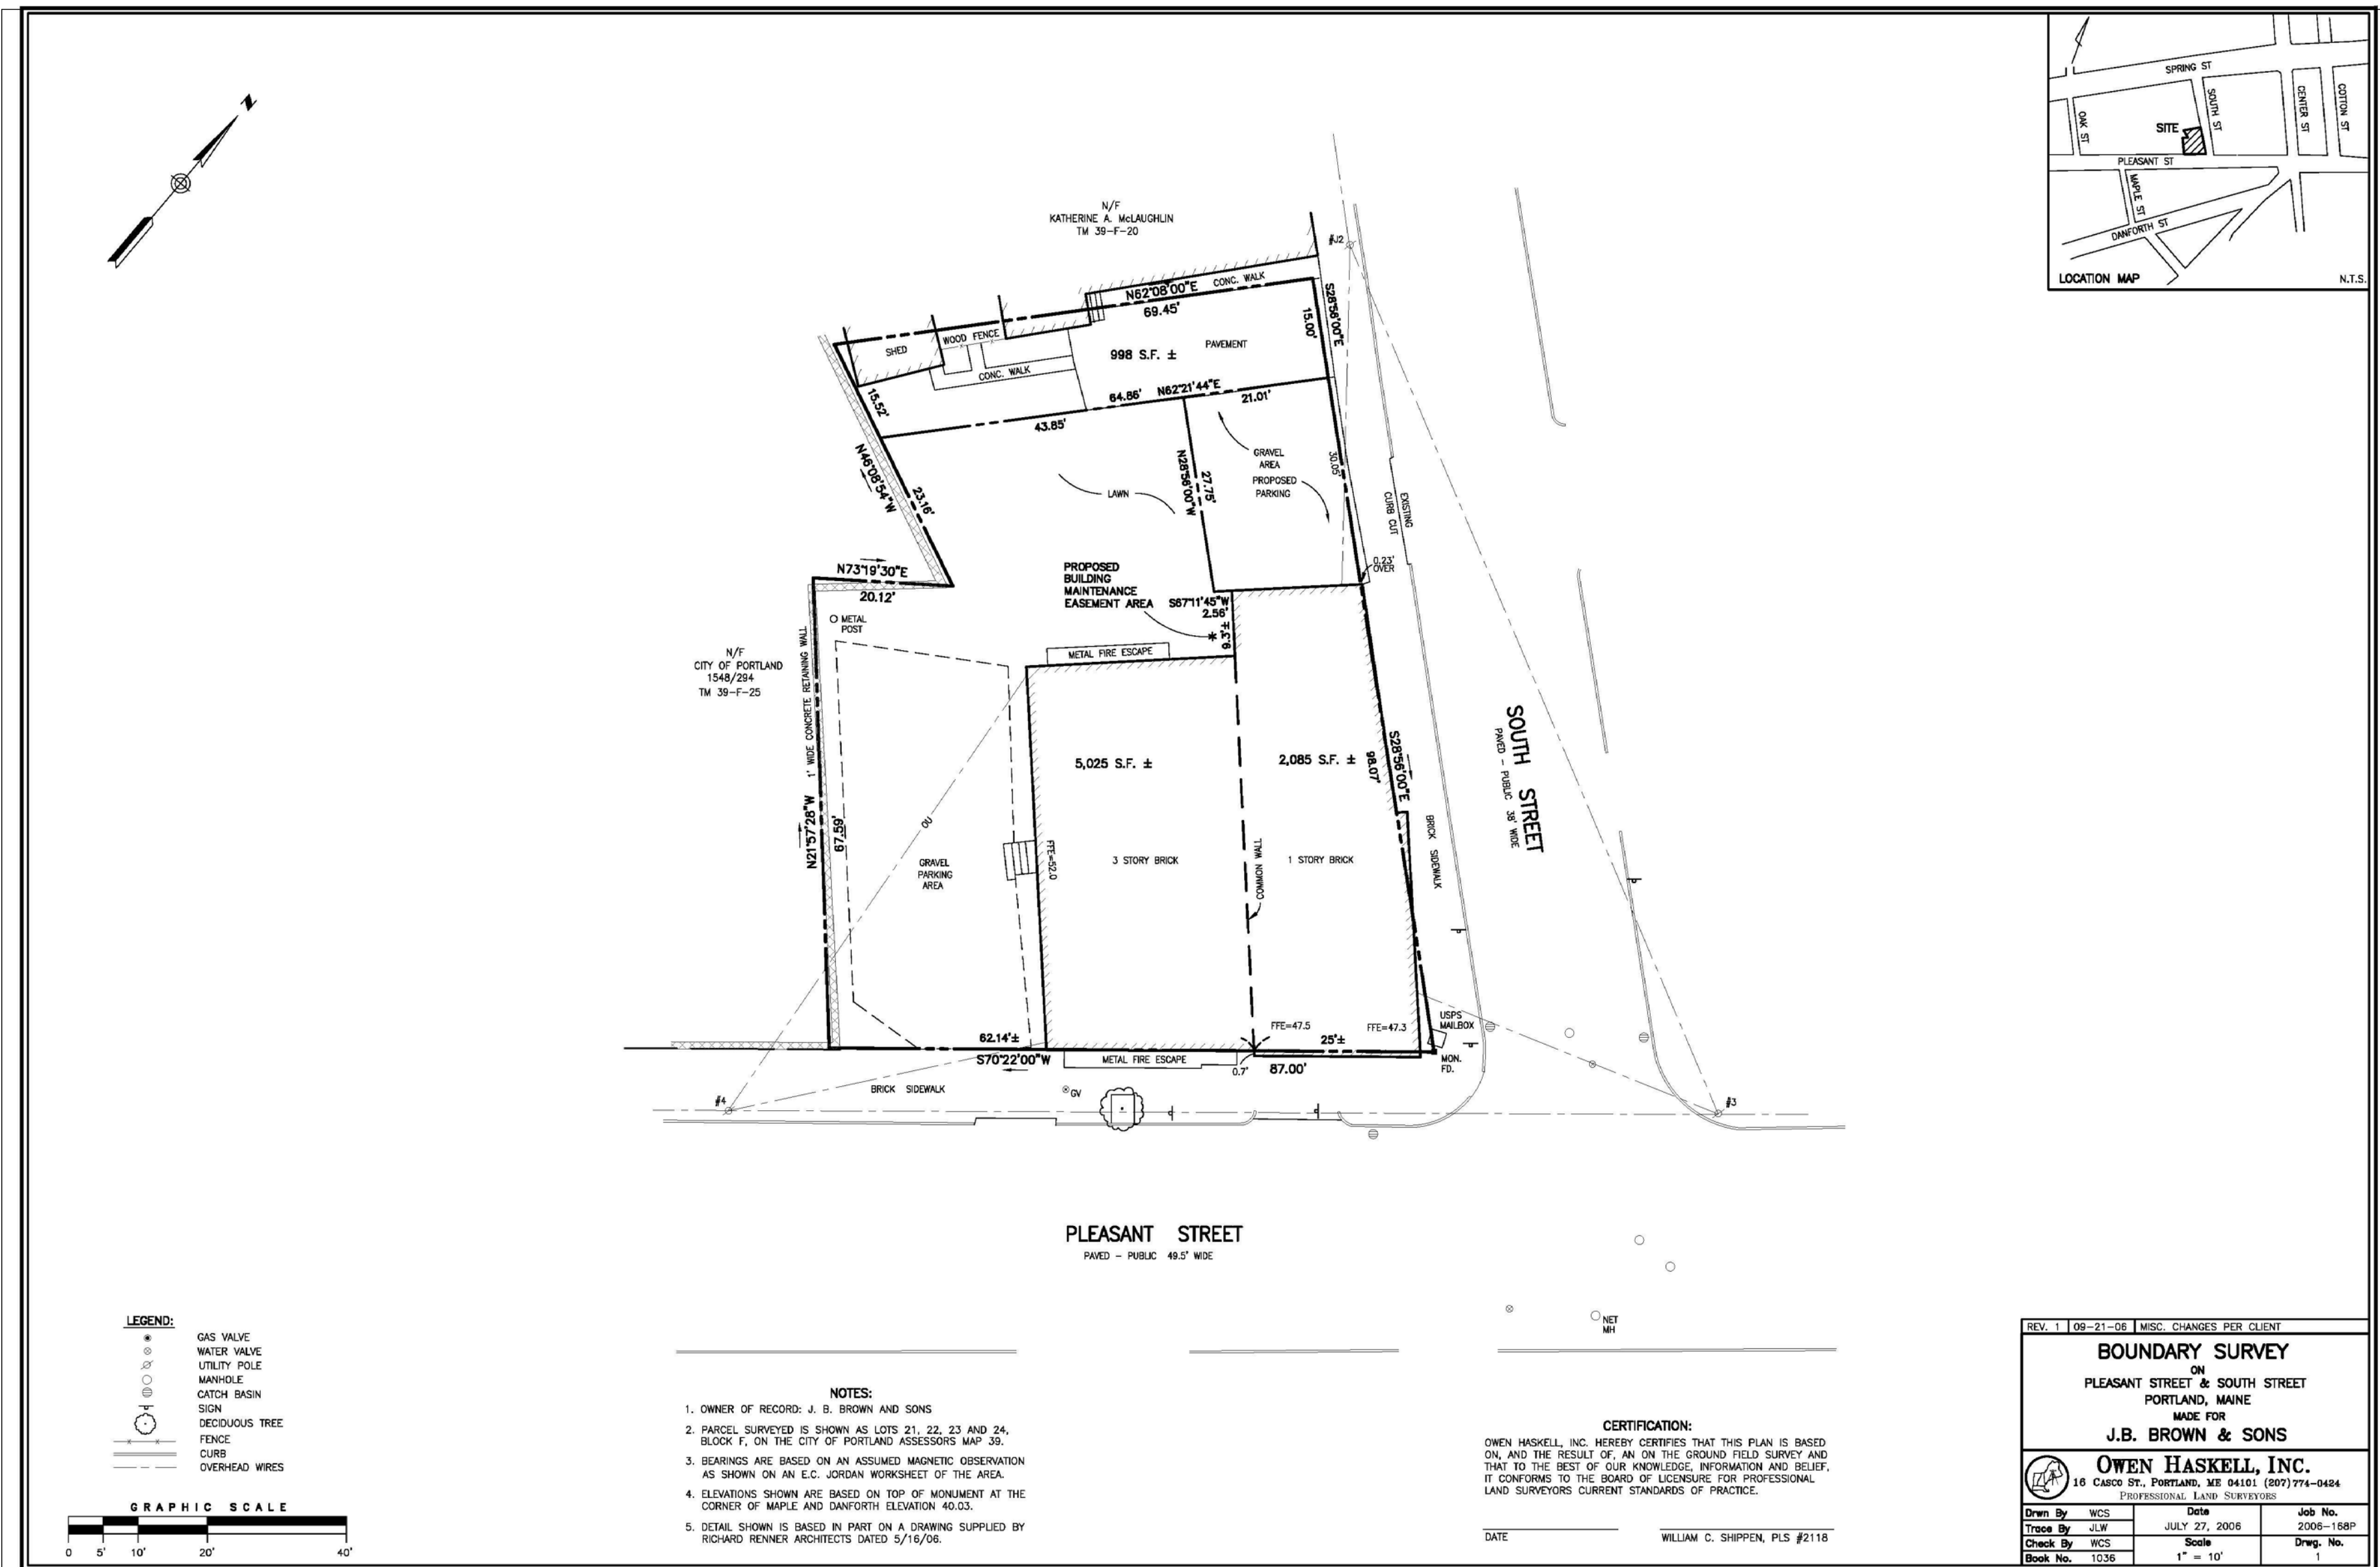 N
SPRING ST
OAK ST
SOUTH ST
CENTER ST
COTTON ST
SITE
PLEASANT ST
MAPLE ST
DANFORTH ST
LOCATION MAP
N.T.S.
N/F
KATHERINE A. McLAUGHLIN
TM 39-F-20
#J2
N62°08'00"E
CONC. WALK
69.45'
S28°56'00"E
15.00'
SHED
WOOD FENCE
CONC. WALK
998 S.F. ±
PAVEMENT
15.52'
64.86'
N62°21'44"E
21.01'
43.85'
N46°08'54"W
23.16'
LAWN
N28°56'00"W
27.75'
GRAVEL
AREA
PROPOSED
PARKING
30.05'
EXISTING
CURB CUT
0.23'
OVER
N73°19'30"E
20.12'
METAL
POST
PROPOSED
BUILDING
MAINTENANCE
EASEMENT AREA
S67°11'45"W
2.56'
*
9.3'±
METAL FIRE ESCAPE
N/F
CITY OF PORTLAND
1548/294
TM 39-F-25
1' WIDE CONCRETE RETAINING WALL
N21°57'28"W
67.59'
OU
GRAVEL
PARKING
AREA
FFE=52.0
5,025 S.F. ±
3 STORY BRICK
COMMON WALL
2,085 S.F. ±
1 STORY BRICK
S28°56'00"E
98.07'
BRICK SIDEWALK
SOUTH STREET
PAVED - PUBLIC 38' WIDE
USPS
MAILBOX
MON.
FD.
FFE=47.5
FFE=47.3
25'±
62.14'±
S70°22'00"W
METAL FIRE ESCAPE
0.7'
87.00'
BRICK SIDEWALK
GV
#4
#3
PLEASANT STREET
PAVED - PUBLIC 49.5' WIDE
NET
MH
LEGEND:
GAS VALVE
WATER VALVE
UTILITY POLE
MANHOLE
CATCH BASIN
SIGN
DECIDUOUS TREE
FENCE
CURB
OVERHEAD WIRES
GRAPHIC SCALE
0 5' 10' 20' 40'
NOTES:
1. OWNER OF RECORD: J. B. BROWN AND SONS
2. PARCEL SURVEYED IS SHOWN AS LOTS 21, 22, 23 AND 24,
BLOCK F, ON THE CITY OF PORTLAND ASSESSORS MAP 39.
3. BEARINGS ARE BASED ON AN ASSUMED MAGNETIC OBSERVATION
AS SHOWN ON AN E.C. JORDAN WORKSHEET OF THE AREA.
4. ELEVATIONS SHOWN ARE BASED ON TOP OF MONUMENT AT THE
CORNER OF MAPLE AND DANFORTH ELEVATION 40.03.
5. DETAIL SHOWN IS BASED IN PART ON A DRAWING SUPPLIED BY
RICHARD RENNER ARCHITECTS DATED 5/16/06.
CERTIFICATION:
OWEN HASKELL, INC. HEREBY CERTIFIES THAT THIS PLAN IS BASED
ON, AND THE RESULT OF, AN ON THE GROUND FIELD SURVEY AND
THAT TO THE BEST OF OUR KNOWLEDGE, INFORMATION AND BELIEF,
IT CONFORMS TO THE BOARD OF LICENSURE FOR PROFESSIONAL
LAND SURVEYORS CURRENT STANDARDS OF PRACTICE.
DATE
WILLIAM C. SHIPPEN, PLS #2118
REV. 1 09-21-06 MISC. CHANGES PER CLIENT
BOUNDARY SURVEY
ON
PLEASANT STREET & SOUTH STREET
PORTLAND, MAINE
MADE FOR
J.B. BROWN & SONS
OWEN HASKELL, INC.
16 CASCO ST., PORTLAND, ME 04101 (207)774-0424
PROFESSIONAL LAND SURVEYORS
Drwn By WCS Date Job No.
Trace By JLW JULY 27, 2006 2006-168P
Check By WCS Scale Drwg. No.
Book No. 1036 1" = 10' 1